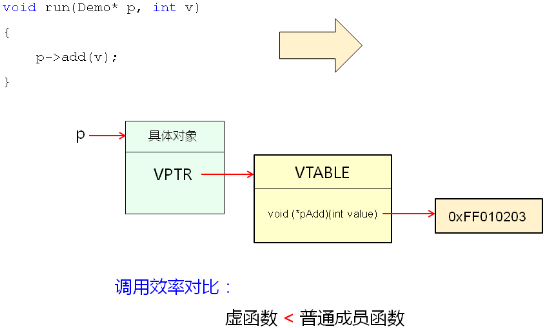 void run(Demo* p, int v)
{
p->add(v);
}
p
具体对象
VPTR
VTABLE
void (*pAdd)(int value)
0xFF010203
调用效率对比：
虚函数 < 普通成员函数